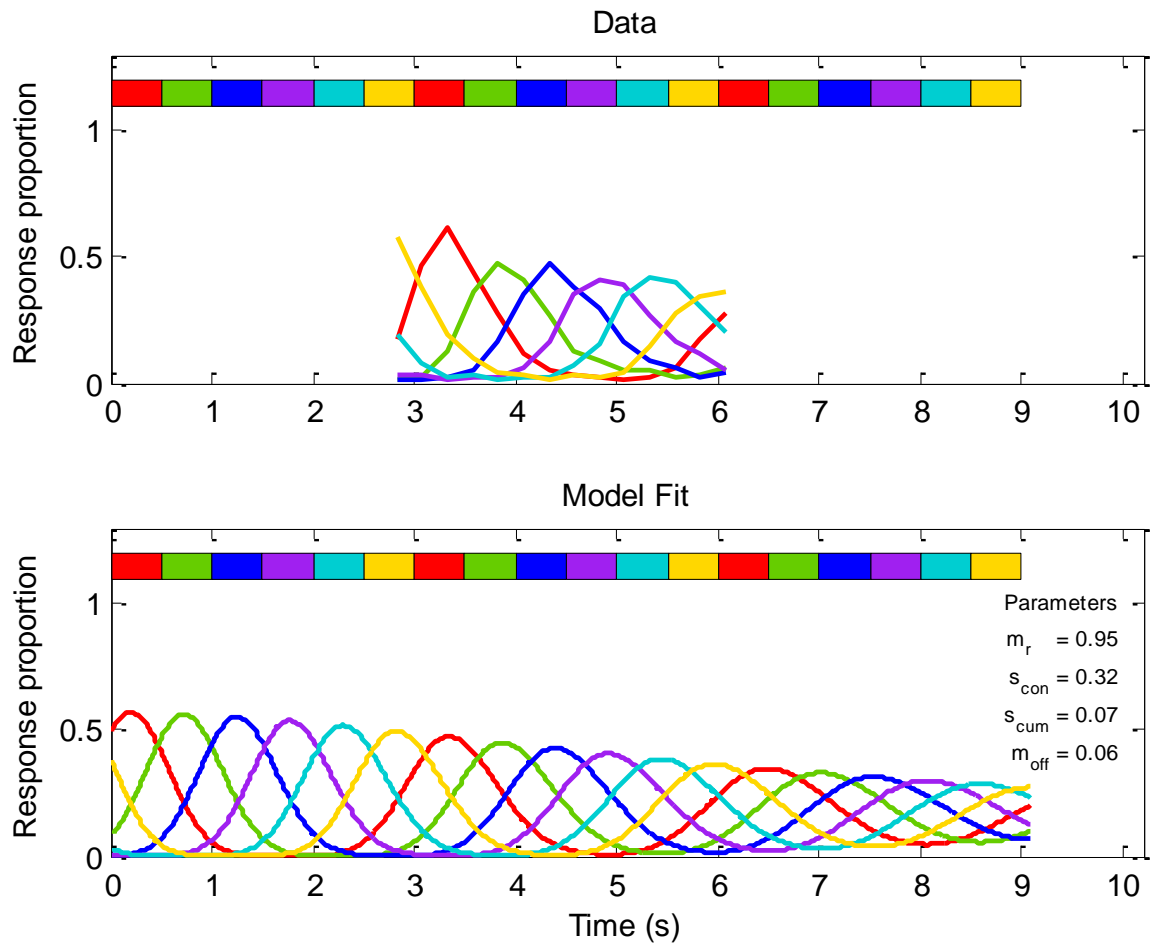 Data
Response proportion
1
0.5
0
0 1 2 3 4 5 6 7 8 9 10
Model Fit
Response proportion
1
0.5
0
Parameters
m_r = 0.95
s_con = 0.32
s_cum = 0.07
m_off = 0.06
0 1 2 3 4 5 6 7 8 9 10
Time (s)